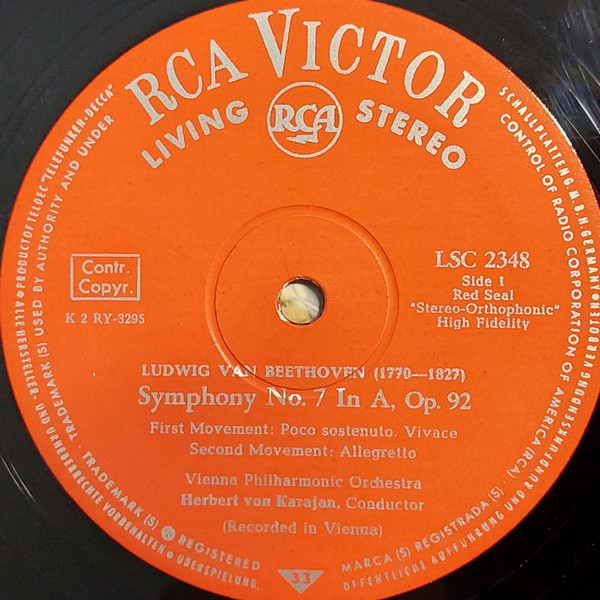 RCA VICTOR
LIVING RCA STEREO
Contr.
Copyr.
K 2 RY-3295
LSC 2348
Side 1
Red Seal
"Stereo-Orthophonic"
High Fidelity
LUDWIG VAN BEETHOVEN (1770—1827)
Symphony No. 7 In A, Op. 92
First Movement: Poco sostenuto. Vivace
Second Movement: Allegretto
Vienna Philharmonic Orchestra
Herbert von Karajan, Conductor
(Recorded in Vienna)
33
TRADEMARK (S) ® REGISTERED
MARCA (S) REGISTRADA (S).
TRADEMARK (S) USED BY AUTHORITY AND UNDER
CONTROL OF RADIO CORPORATION OF AMERICA (RCA)
PRODUCT OF TELDEC "TELEFUNKEN-DECCA"
SCHALLPLATTEN G.M.B.H. GERMANY
ALLE HERSTELLER- UND URHEBERRECHTE VORBEHALTEN
ÜBERSPIELUNG,
ÖFFENTLICHE AUFFÜHRUNG UND RUNDFUNKSENDUNG VERBOTEN